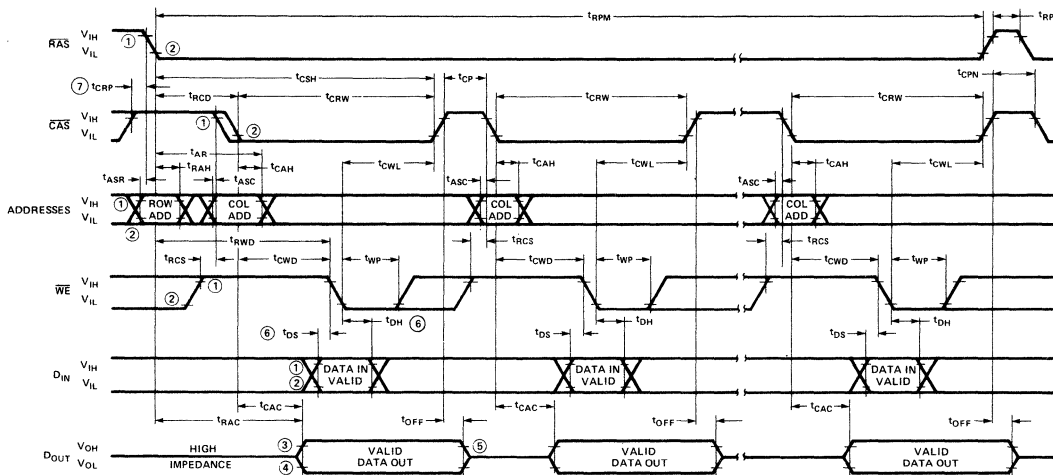 tRPM
tRP
RAS VIH VIL ① ②
tCSH
tCP
tCPN
⑦ tCRP
tRCD
tCRW
tCRW
tCRW
CAS VIH VIL ① ②
tAR
tRAH
tCAH
tCWL
tCAH
tCWL
tCAH
tCWL
tASR
tASC
tASC
tASC
ADDRESSES VIH VIL ① ②
ROW ADD
COL ADD
COL ADD
COL ADD
tRWD
tRCS
tRCS
tRCS
tCWD
tWP
tCWD
tWP
tCWD
tWP
WE VIH VIL ② ①
⑥ tDS
tDH ⑥
tDS
tDH
tDS
tDH
DIN VIH VIL ① ②
DATA IN VALID
DATA IN VALID
DATA IN VALID
tCAC
tRAC
tOFF
tCAC
tOFF
tCAC
tOFF
DOUT VOH VOL
HIGH IMPEDANCE
③ ④
VALID DATA OUT
⑤
VALID DATA OUT
VALID DATA OUT